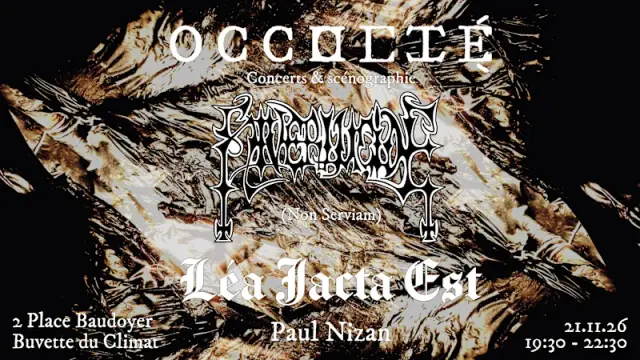 OCCULTÉ
Concerts & scénographie
(Non Serviam)
Léa Jacta Est
Paul Nizan
2 Place Baudoyer
Buvette du Climat
21.11.26
19:30 - 22:30